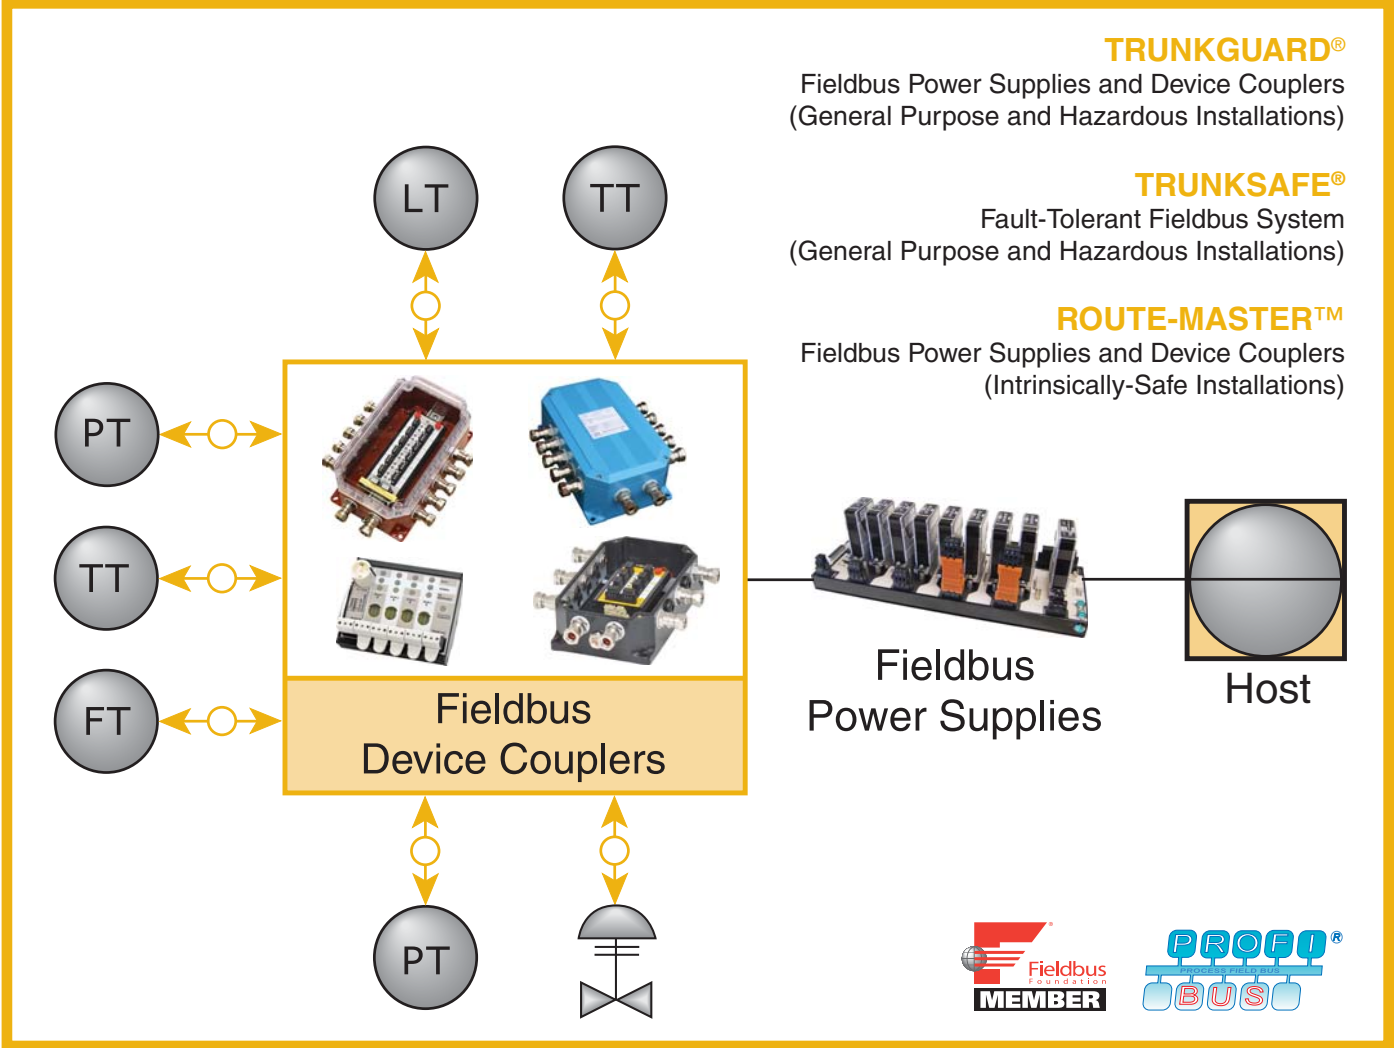 TRUNKGUARD®
Fieldbus Power Supplies and Device Couplers
(General Purpose and Hazardous Installations)
TRUNKSAFE®
Fault-Tolerant Fieldbus System
(General Purpose and Hazardous Installations)
ROUTE-MASTER™
Fieldbus Power Supplies and Device Couplers
(Intrinsically-Safe Installations)
LT
TT
PT
TT
FT
Fieldbus
Device Couplers
Fieldbus
Power Supplies
Host
PT
Fieldbus
Foundation
MEMBER
®
PROFI®
PROCESS FIELD BUS
BUS